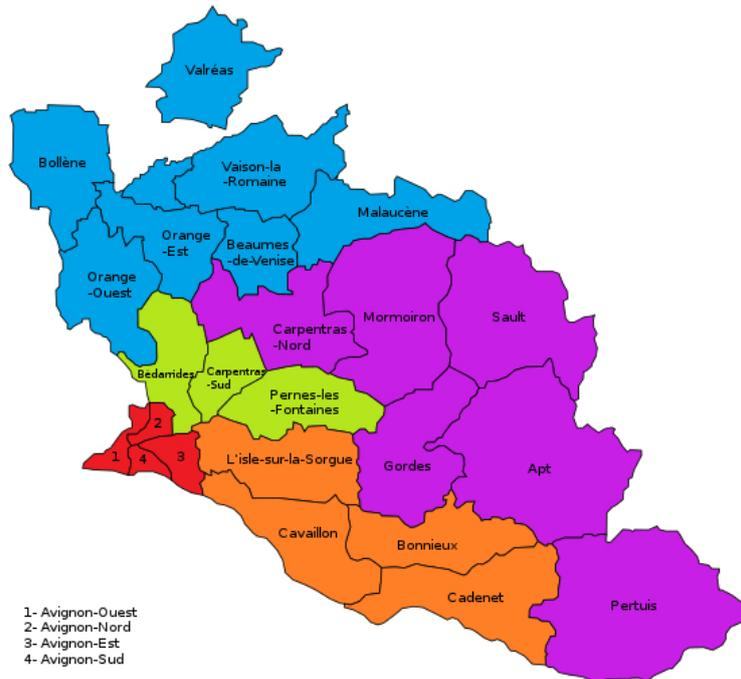 Valréas
Bollène
Vaison-la
-Romaine
Malaucène
Orange
-Est
Beaumes
-de-Venise
Orange
-Ouest
Carpentras
-Nord
Mormoiron
Sault
Bédarrides
Carpentras
-Sud
Pernes-les
-Fontaines
2
1
4
3
L'isle-sur-la-Sorgue
Gordes
Apt
Cavaillon
Bonnieux
Cadenet
Pertuis
1- Avignon-Ouest
2- Avignon-Nord
3- Avignon-Est
4- Avignon-Sud